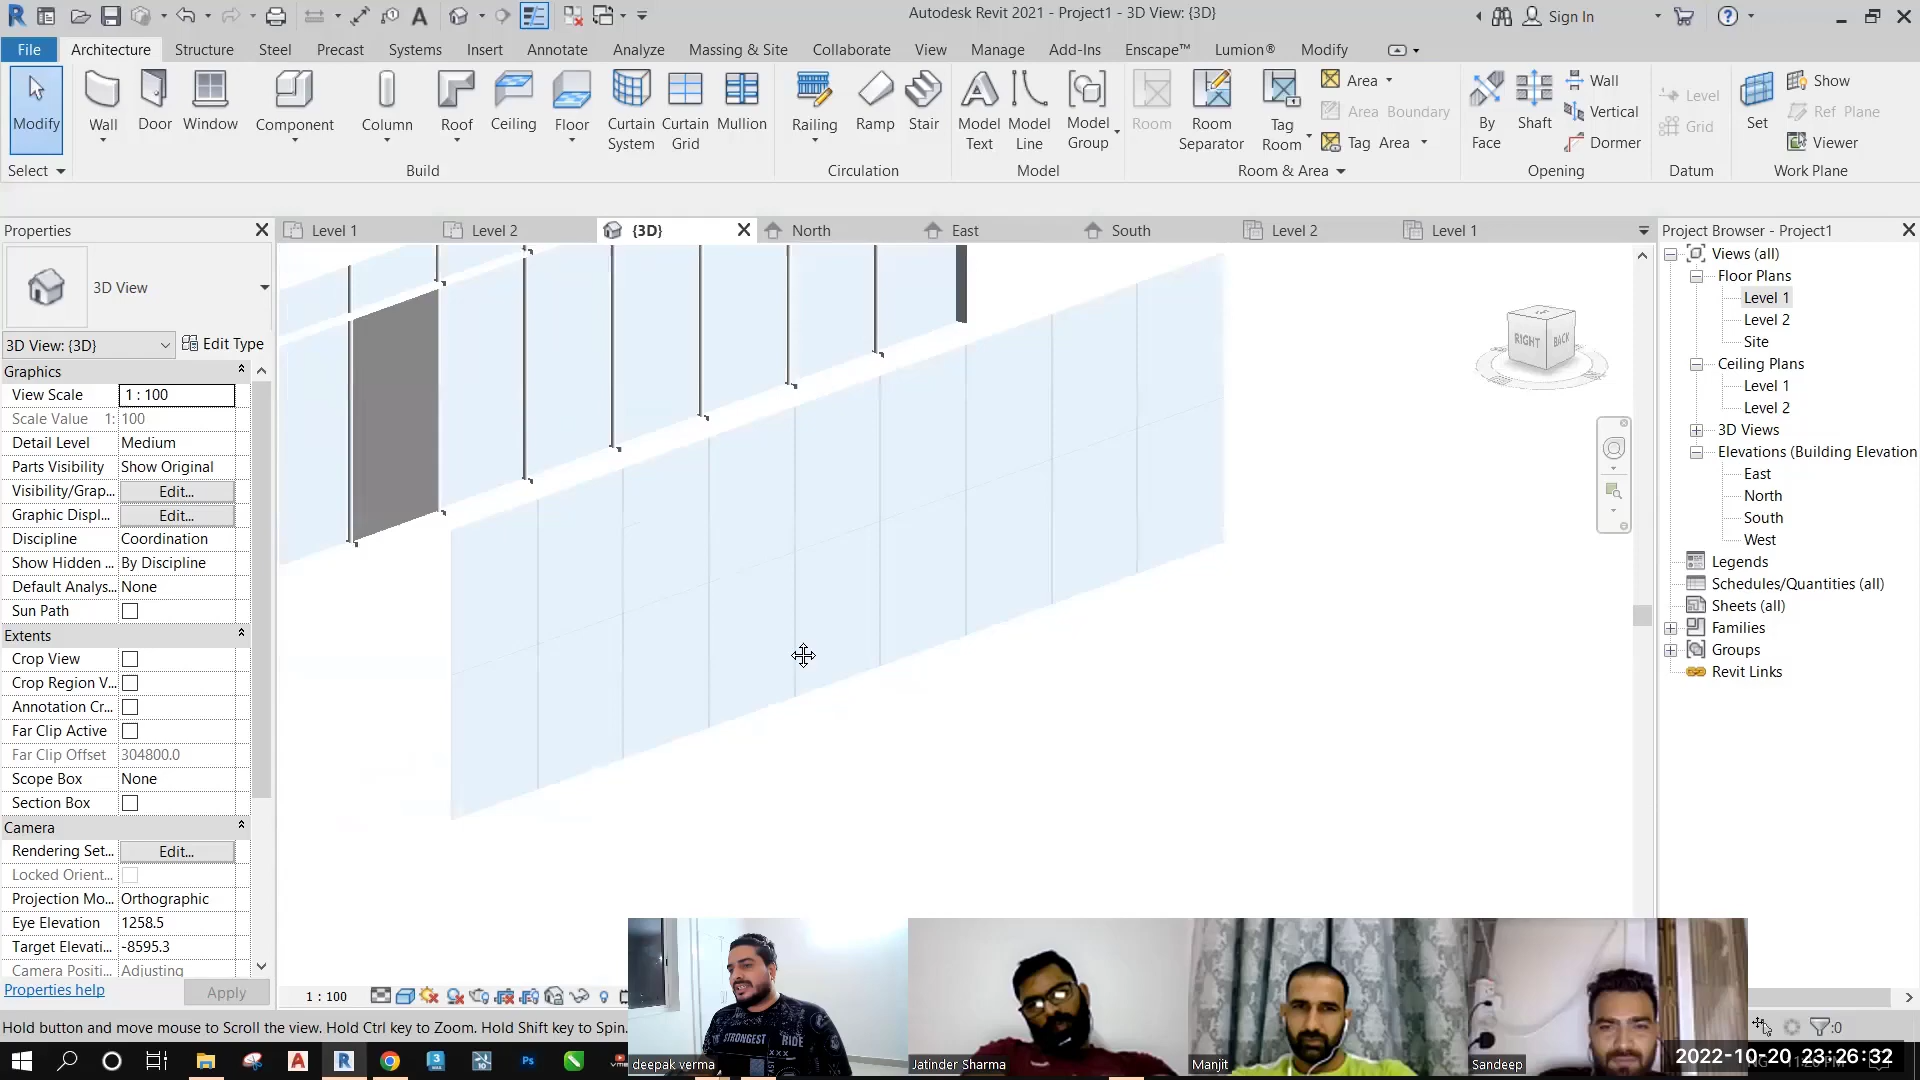 Autodesk Revit 2021 - Project1 - 3D View: {3D}
Sign In
File
Architecture
Structure
Steel
Precast
Systems
Insert
Annotate
Analyze
Massing & Site
Collaborate
View
Manage
Add-Ins
Enscape™
Lumion®
Modify
Modify
Wall
Door
Window
Component
Column
Roof
Ceiling
Floor
Curtain System
Curtain Grid
Mullion
Railing
Ramp
Stair
Model Text
Model Line
Model Group
Room
Room Separator
Tag Room
Area
Area Boundary
Tag Area
By Face
Shaft
Wall
Vertical
Dormer
Level
Grid
Set
Show
Ref Plane
Viewer
Select
Build
Circulation
Model
Room & Area
Opening
Datum
Work Plane
Properties
Level 1
Level 2
{3D}
North
East
South
Level 2
Level 1
Project Browser - Project1
3D View
3D View: {3D}
Edit Type
Graphics
View Scale 1 : 100
Scale Value 1: 100
Detail Level Medium
Parts Visibility Show Original
Visibility/Grap... Edit...
Graphic Displ... Edit...
Discipline Coordination
Show Hidden ... By Discipline
Default Analys... None
Sun Path
Extents
Crop View
Crop Region V...
Annotation Cr...
Far Clip Active
Far Clip Offset 304800.0
Scope Box None
Section Box
Camera
Rendering Set... Edit...
Locked Orient...
Projection Mo... Orthographic
Eye Elevation 1258.5
Target Elevati... -8595.3
Camera Positi... Adjusting
Properties help
Apply
RIGHT
BACK
Views (all)
Floor Plans
Level 1
Level 2
Site
Ceiling Plans
Level 1
Level 2
3D Views
Elevations (Building Elevation
East
North
South
West
Legends
Schedules/Quantities (all)
Sheets (all)
Families
Groups
Revit Links
1 : 100
Hold button and move mouse to Scroll the view. Hold Ctrl key to Zoom. Hold Shift key to Spin.
:0
STRONGEST RIDE
XXX
deepak verma
Jatinder Sharma
Manjit
Sandeep
2022-10-20 23:26:32